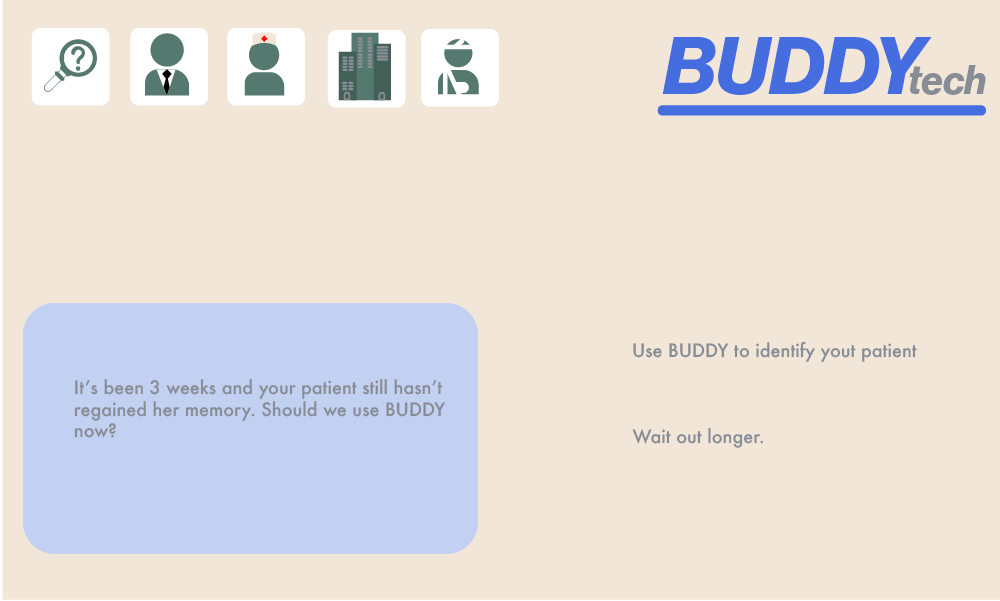 ?
BUDDYtech
It's been 3 weeks and your patient still hasn't
regained her memory. Should we use BUDDY
now?
Use BUDDY to identify yout patient
Wait out longer.